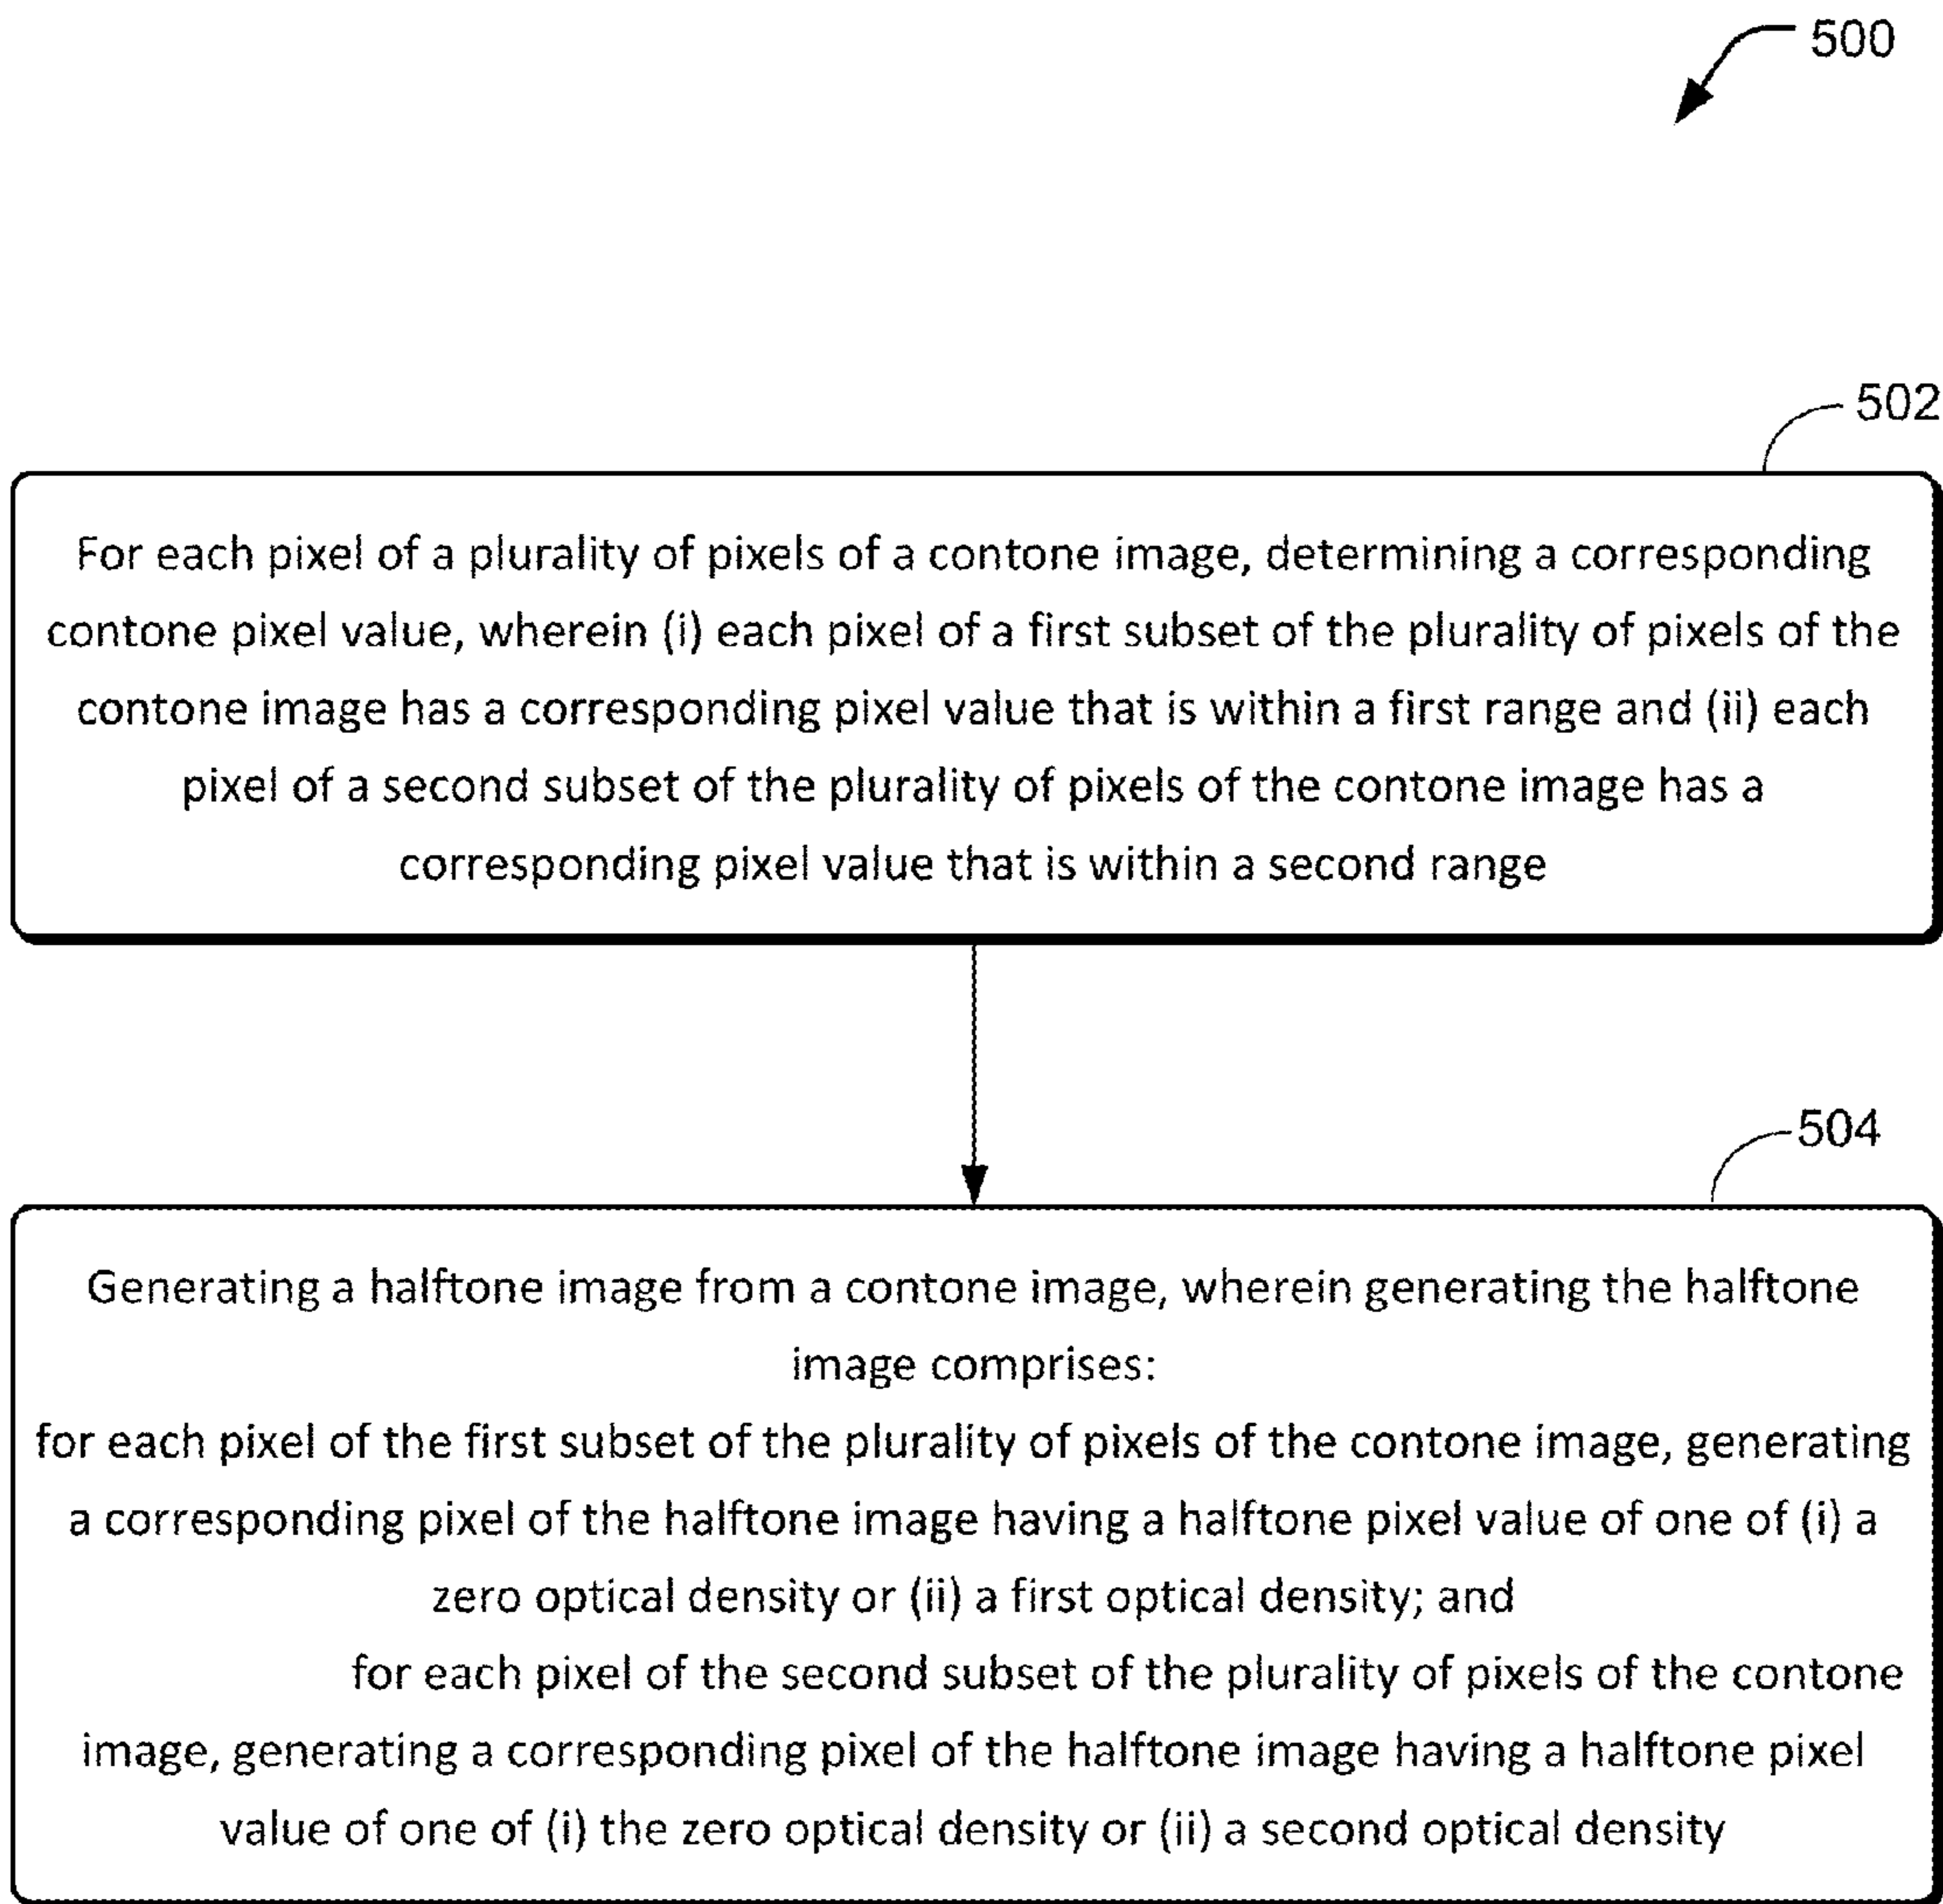 500
502
For each pixel of a plurality of pixels of a contone image, determining a corresponding
contone pixel value, wherein (i) each pixel of a first subset of the plurality of pixels of the
contone image has a corresponding pixel value that is within a first range and (ii) each
pixel of a second subset of the plurality of pixels of the contone image has a
corresponding pixel value that is within a second range
504
Generating a halftone image from a contone image, wherein generating the halftone
image comprises:
for each pixel of the first subset of the plurality of pixels of the contone image, generating
a corresponding pixel of the halftone image having a halftone pixel value of one of (i) a
zero optical density or (ii) a first optical density; and
for each pixel of the second subset of the plurality of pixels of the contone
image, generating a corresponding pixel of the halftone image having a halftone pixel
value of one of (i) the zero optical density or (ii) a second optical density